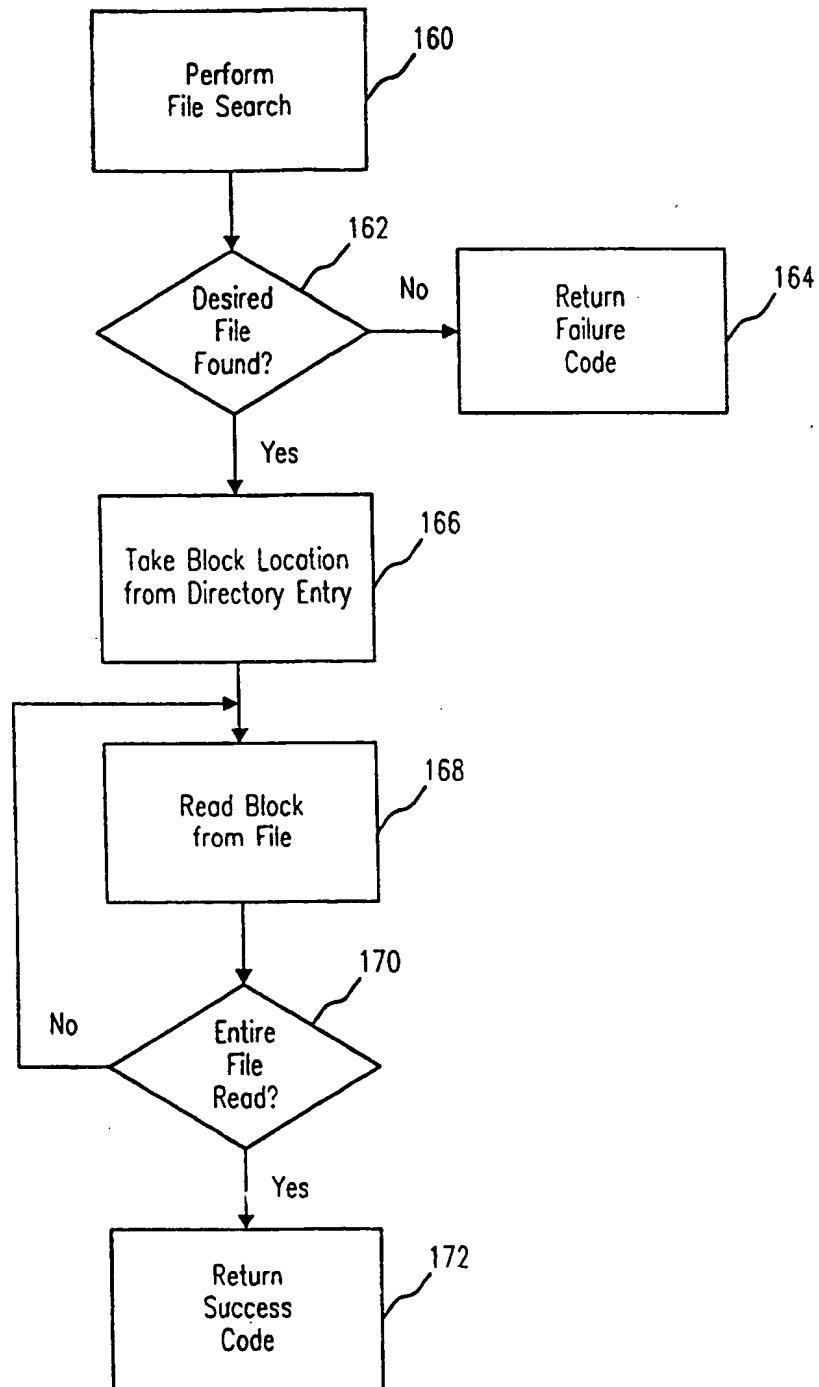 160
Perform
File Search
162
Desired
File
Found?
No
164
Return
Failure
Code
Yes
166
Take Block Location
from Directory Entry
168
Read Block
from File
170
No
Entire
File
Read?
Yes
172
Return
Success
Code